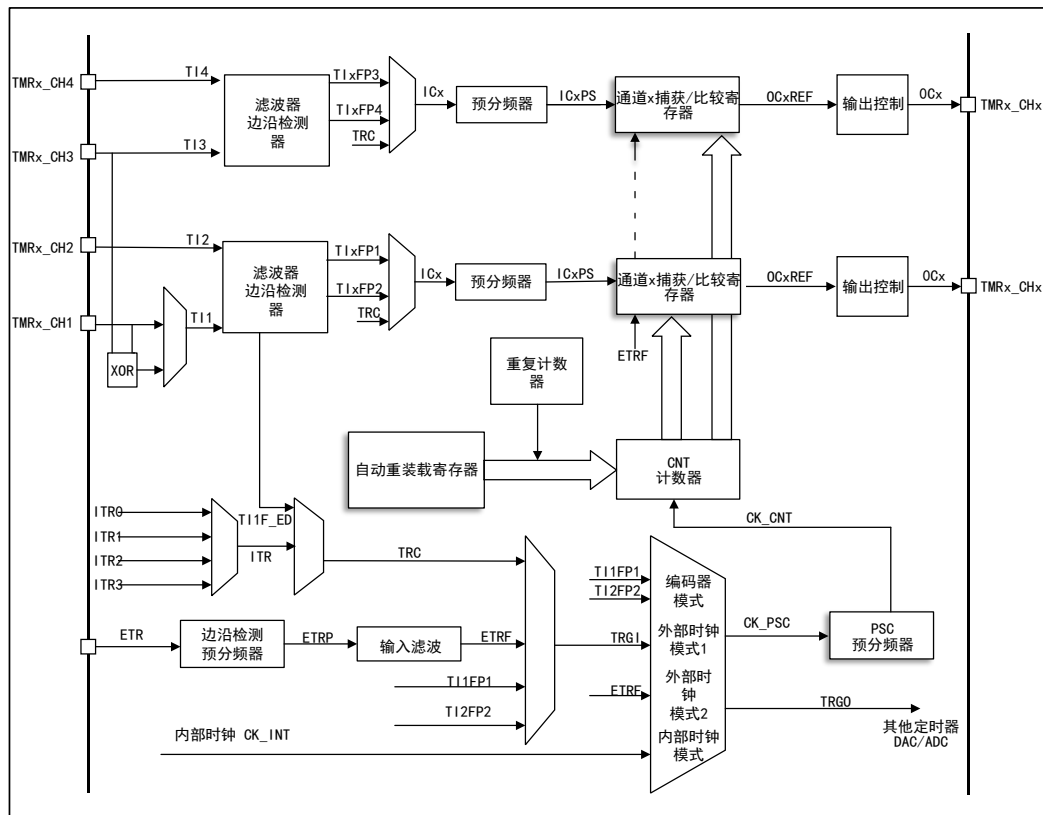 TMRx_CH4
TI4
滤波器
边沿检测
器
TIxFP3
TIxFP4
TRC
ICx
预分频器
ICxPS
通道x捕获/比较寄
存器
OCxREF
输出控制
OCx
TMRx_CHx
TMRx_CH3
TI3
TMRx_CH2
TI2
滤波器
边沿检测
器
TIxFP1
TIxFP2
TRC
ICx
预分频器
ICxPS
通道x捕获/比较寄
存器
OCxREF
输出控制
OCx
TMRx_CHx
TMRx_CH1
TI1
XOR
ETRF
重复计数
器
自动重装载寄存器
CNT
计数器
CK_CNT
ITR0
ITR1
ITR2
ITR3
TI1F_ED
ITR
TRC
TI1FP1
TI2FP2
编码器
模式
ETR
边沿检测
预分频器
ETRP
输入滤波
ETRF
TRGI
外部时钟
模式1
CK_PSC
PSC
预分频器
TI1FP1
TI2FP2
ETRF
外部时
钟
模式2
TRGO
其他定时器
DAC/ADC
内部时钟 CK_INT
内部时钟
模式